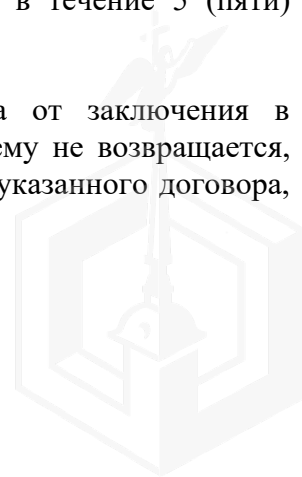 в течение 5 (пяти)
от заключения в
ему не возвращается,
указанного договора,